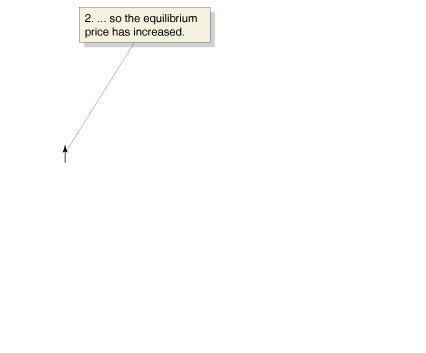 2. ... so the equilibrium
price has increased.